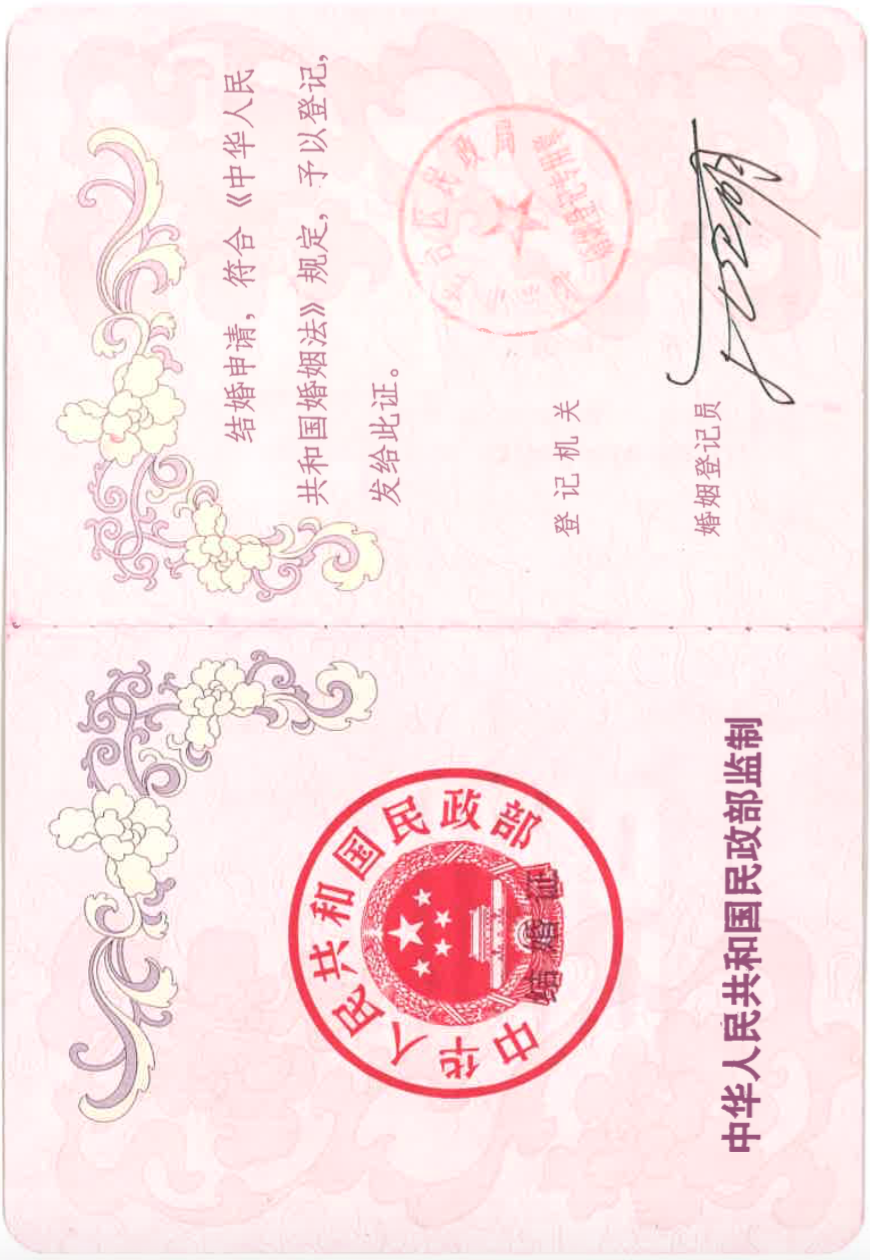 中华人民共和国民政部
结婚证
中华人民共和国民政部监制
结婚申请，符合《中华人民
共和国婚姻法》规定，予以登记，
发给此证。
登记机关
区民政局
婚姻登记专用章
婚姻登记员